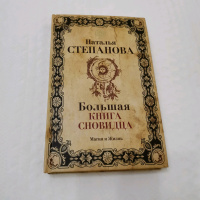 Наталья
СТЕПАНОВА
Большая
КНИГА
СНОВИДЦА
Магия и Жизнь